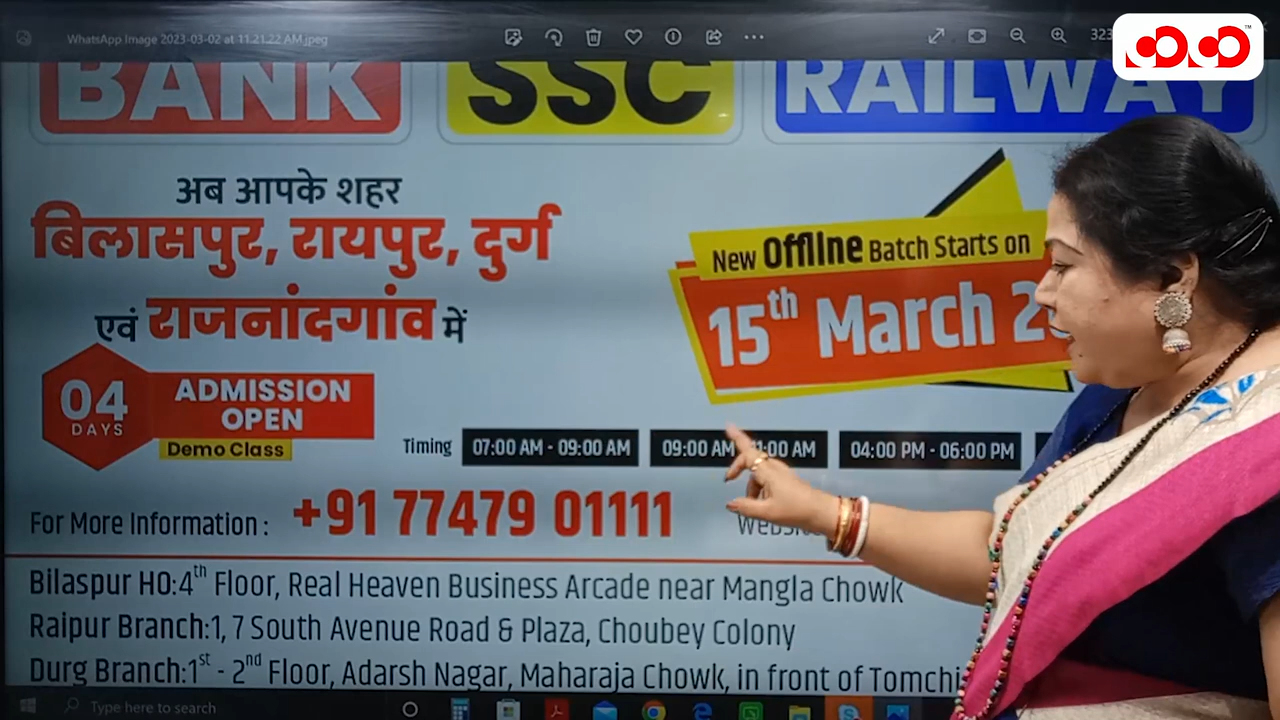 WhatsApp Image 2023-03-02 at 11.21.22 AM.jpeg
BANK SSC RAILWAY
अब आपके शहर
बिलासपुर, रायपुर, दुर्ग
एवं राजनांदगांव में
New Offline Batch Starts on
15th March
04 DAYS
ADMISSION OPEN
Demo Class
Timing 07:00 AM - 09:00 AM 09:00 AM 04:00 PM - 06:00 PM
For More Information : +91 77479 01111
Bilaspur HO:4th Floor, Real Heaven Business Arcade near Mangla Chowk
Raipur Branch:1, 7 South Avenue Road & Plaza, Choubey Colony
Durg Branch:1st - 2nd Floor, Adarsh Nagar, Maharaja Chowk, in front of
Type here to search